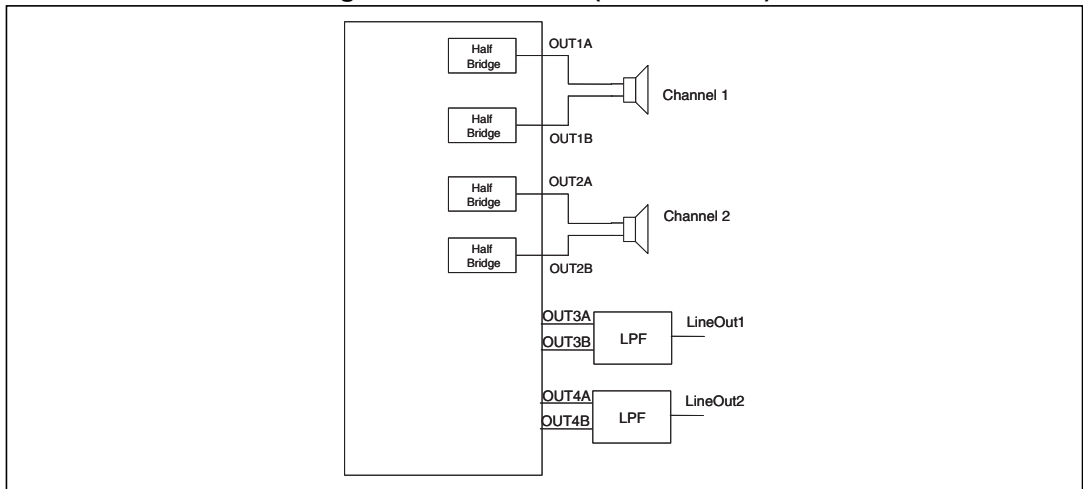 Half
Bridge
OUT1A
Channel 1
Half
Bridge
OUT1B
Half
Bridge
OUT2A
Channel 2
Half
Bridge
OUT2B
OUT3A
OUT3B
LPF
LineOut1
OUT4A
OUT4B
LPF
LineOut2